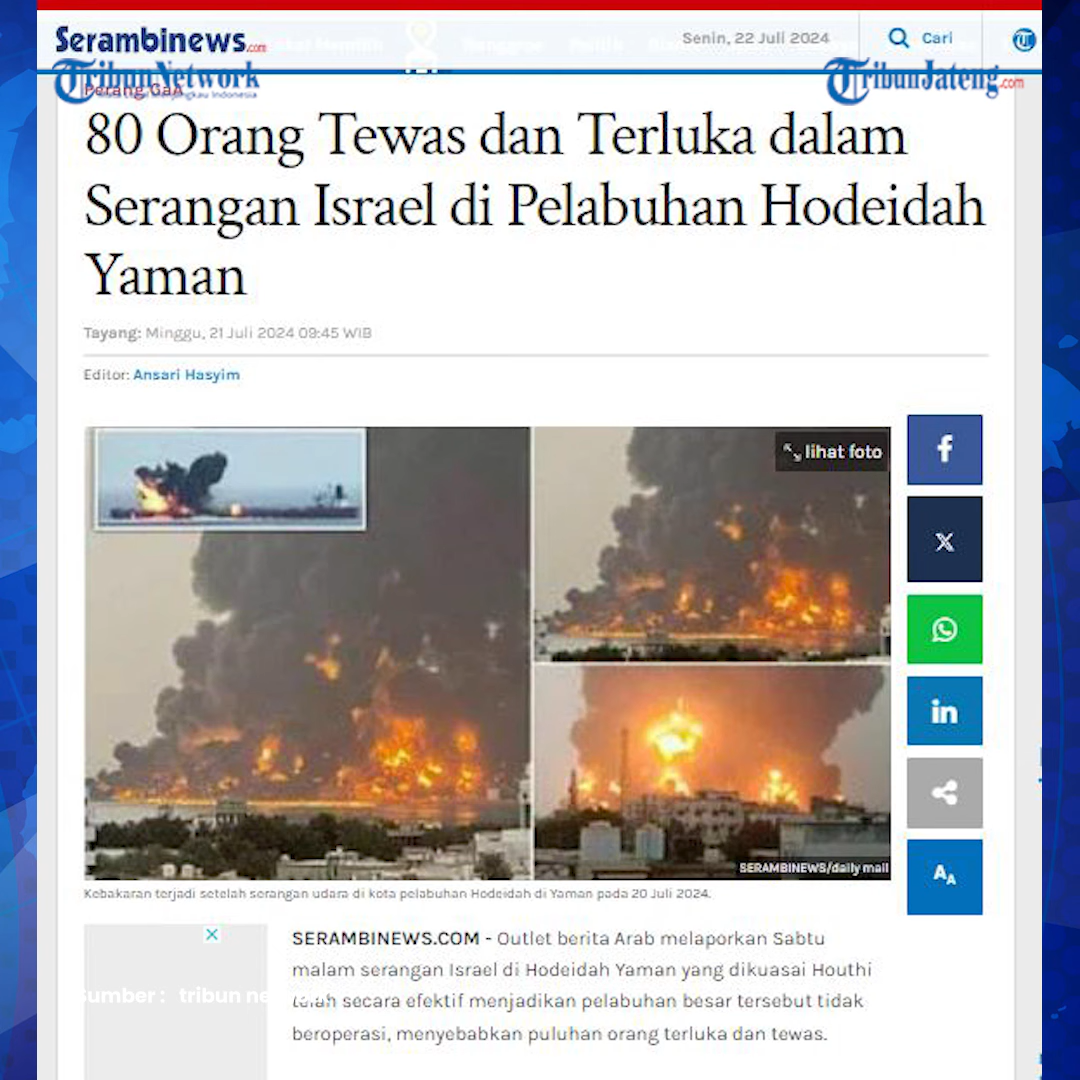 Serambinews.com
Senin, 22 Juli 2024
Cari
TribunNetwork
TribunJateng.com
80 Orang Tewas dan Terluka dalam
Serangan Israel di Pelabuhan Hodeidah
Yaman
Tayang: Minggu, 21 Juli 2024 09:45 WIB
Editor: Ansari Hasyim
lihat foto
SERAMBINEWS/daily mail
Kebakaran terjadi setelah serangan udara di kota pelabuhan Hodeidah di Yaman pada 20 Juli 2024.
SERAMBINEWS.COM - Outlet berita Arab melaporkan Sabtu
malam serangan Israel di Hodeidah Yaman yang dikuasai Houthi
telah secara efektif menjadikan pelabuhan besar tersebut tidak
beroperasi, menyebabkan puluhan orang terluka dan tewas.
Sumber : tribun